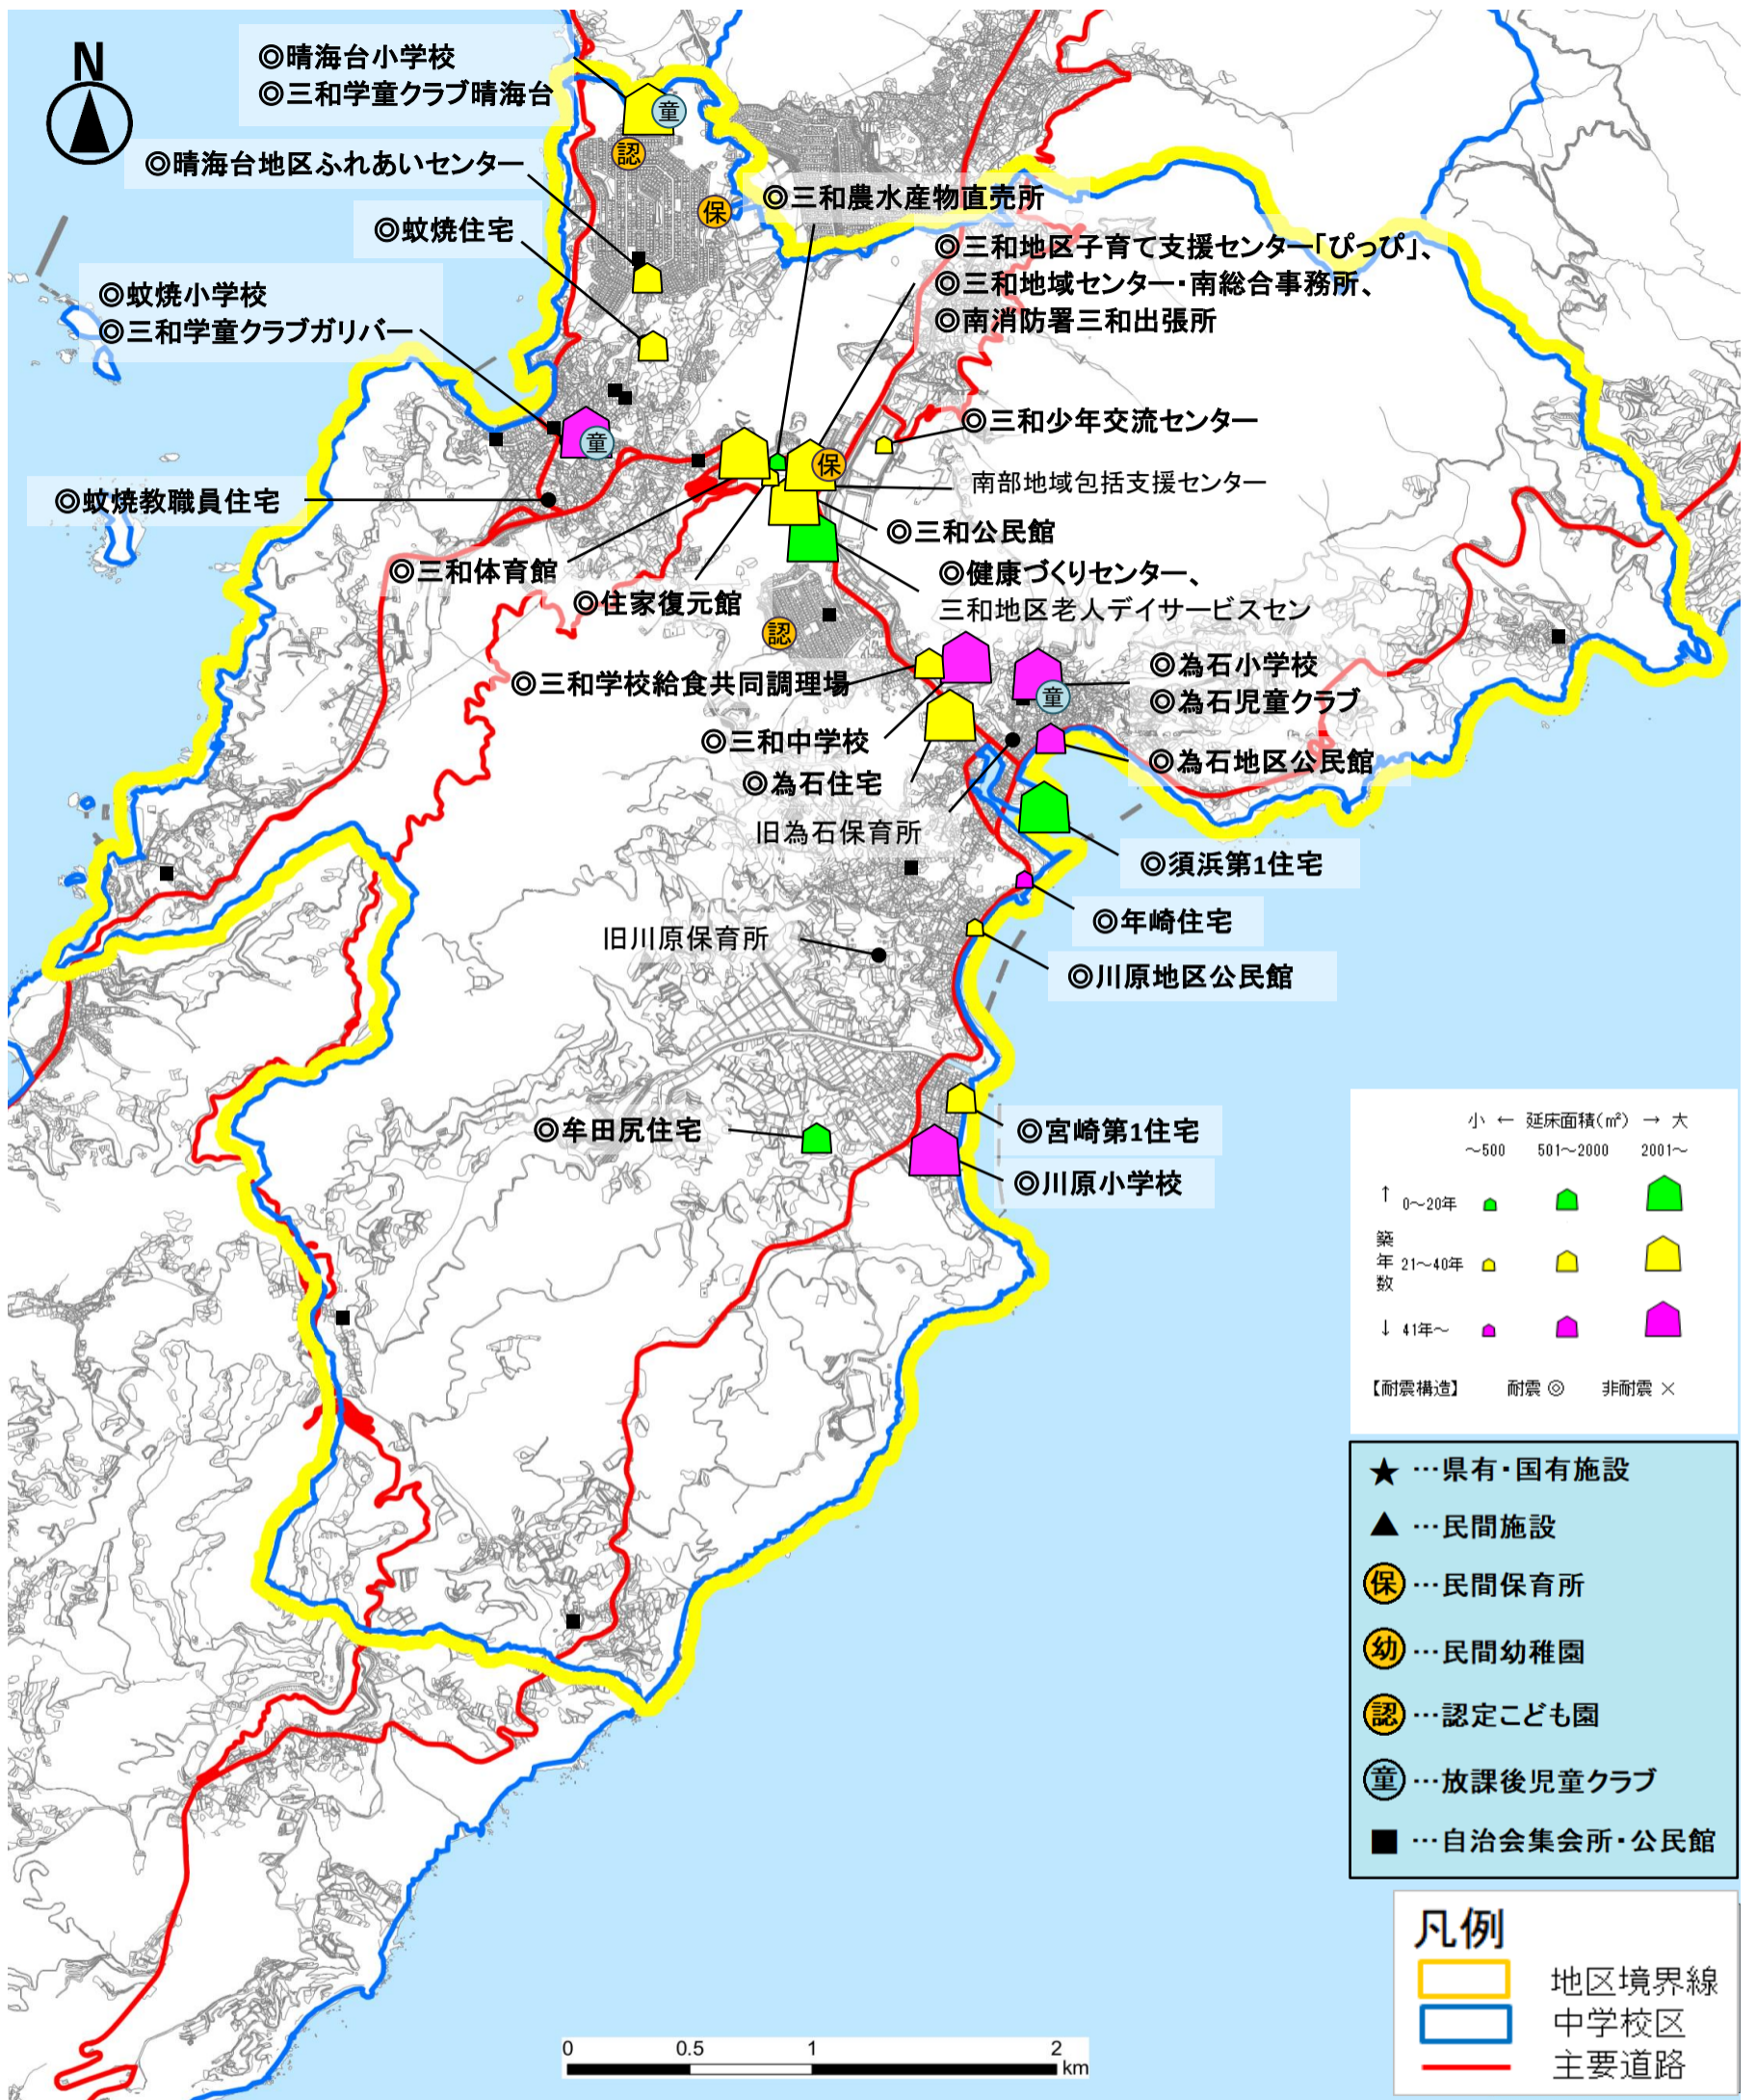 N
◎晴海台小学校
◎三和学童クラブ晴海台
童
認
◎晴海台地区ふれあいセンター
保
◎三和農水産物直売所
◎蚊焼住宅
◎三和地区子育て支援センター「ぴっぴ」、
◎三和地域センター・南総合事務所、
◎南消防署三和出張所
◎蚊焼小学校
◎三和学童クラブガリバー
童
◎三和少年交流センター
保
南部地域包括支援センター
◎蚊焼教職員住宅
◎三和公民館
◎三和体育館
◎健康づくりセンター、
三和地区老人デイサービスセン
◎住家復元館
認
◎三和学校給食共同調理場
◎為石小学校
◎為石児童クラブ
童
◎三和中学校
◎為石地区公民館
◎為石住宅
旧為石保育所
◎須浜第1住宅
◎年崎住宅
旧川原保育所
◎川原地区公民館
◎牟田尻住宅
◎宮崎第1住宅
◎川原小学校
小 ← 延床面積(㎡) → 大
～500 501～2000 2001～
↑
0～20年
築年数
21～40年
↓ 41年～
【耐震構造】 耐震 ◎ 非耐震 ×
★ …県有・国有施設
▲ …民間施設
保 …民間保育所
幼 …民間幼稚園
認 …認定こども園
童 …放課後児童クラブ
■ …自治会集会所・公民館
凡例
地区境界線
中学校区
主要道路
0 0.5 1 2
km